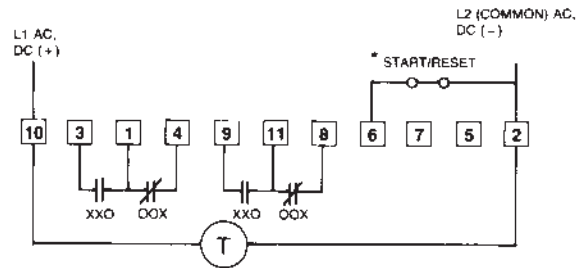 L1 AC,
DC (+)
L2 (COMMON) AC,
DC (-)
* START/RESET
10 3 1 4 9 11 8 6 7 5 2
XXO OOX XXO OOX
T